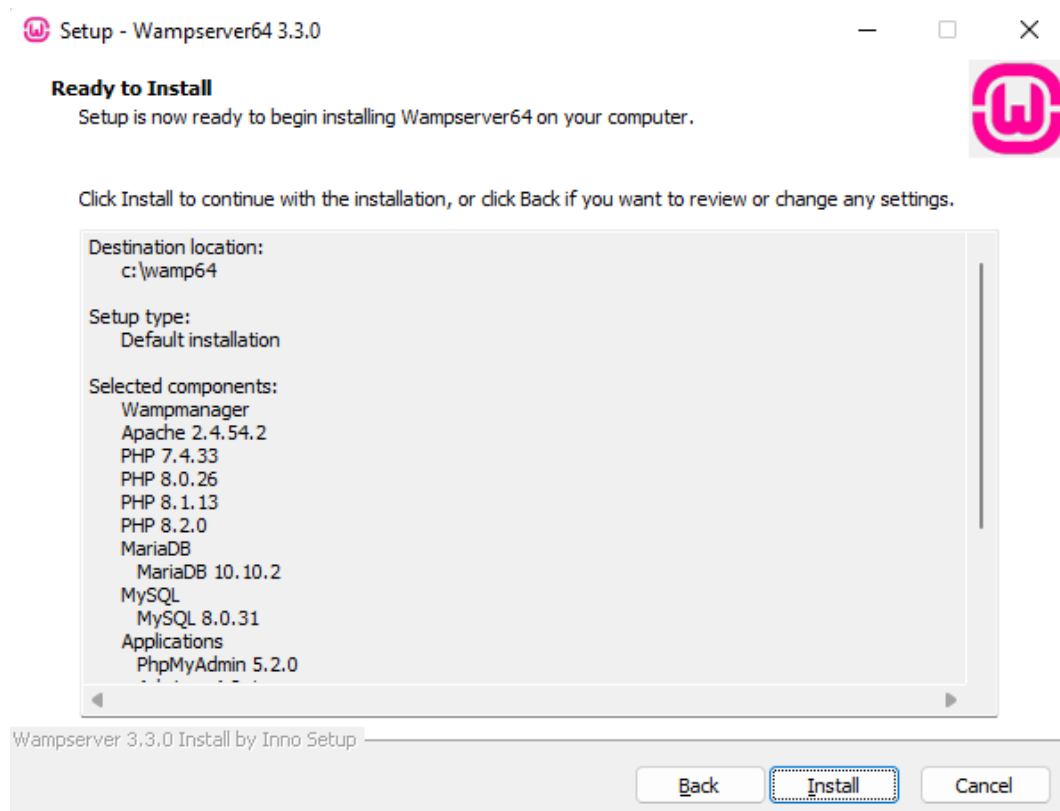 Setup - Wampserver64 3.3.0
Ready to Install
Setup is now ready to begin installing Wampserver64 on your computer.
Click Install to continue with the installation, or click Back if you want to review or change any settings.
Destination location:
c:\wamp64
Setup type:
Default installation
Selected components:
Wampmanager
Apache 2.4.54.2
PHP 7.4.33
PHP 8.0.26
PHP 8.1.13
PHP 8.2.0
MariaDB
MariaDB 10.10.2
MySQL
MySQL 8.0.31
Applications
PhpMyAdmin 5.2.0
Wampserver 3.3.0 Install by Inno Setup
Back Install Cancel